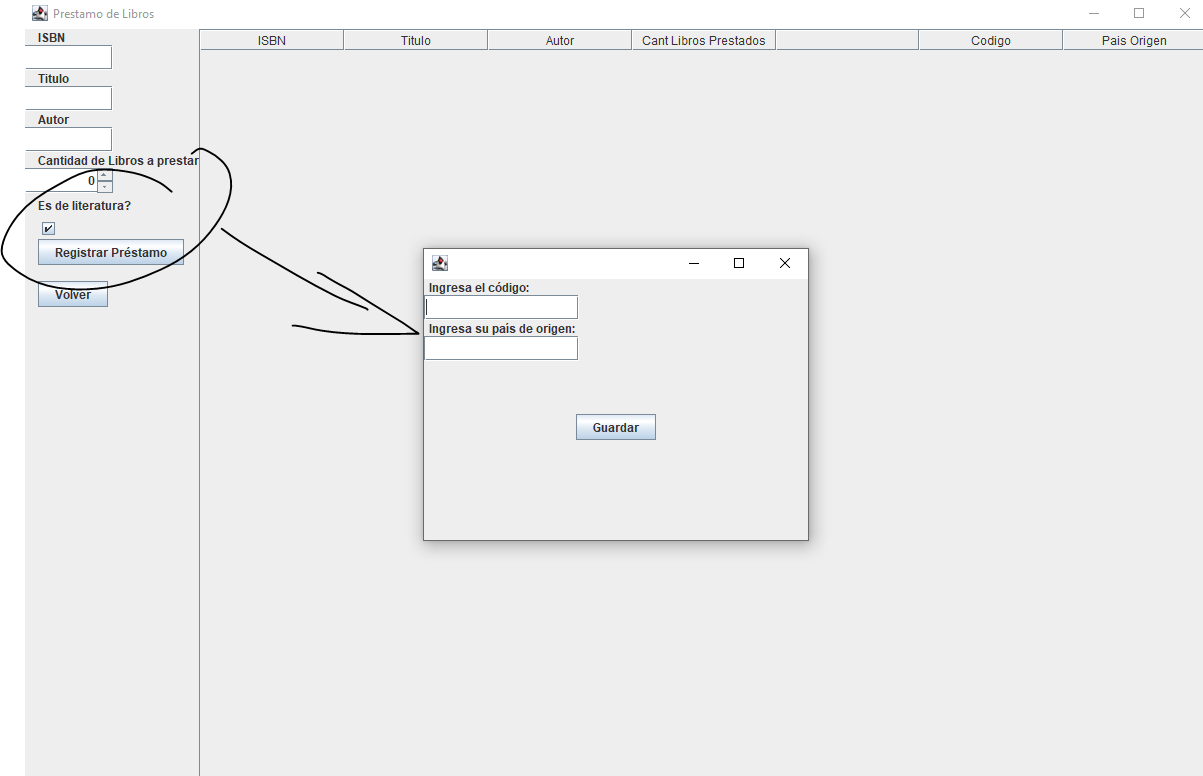 Prestamo de Libros
ISBN
Titulo
Autor
Cantidad de Libros a prestar
0
Es de literatura?
Registrar Préstamo
Volver
ISBN Titulo Autor Cant Libros Prestados Codigo Pais Origen
Ingresa el código:
Ingresa su país de origen:
Guardar